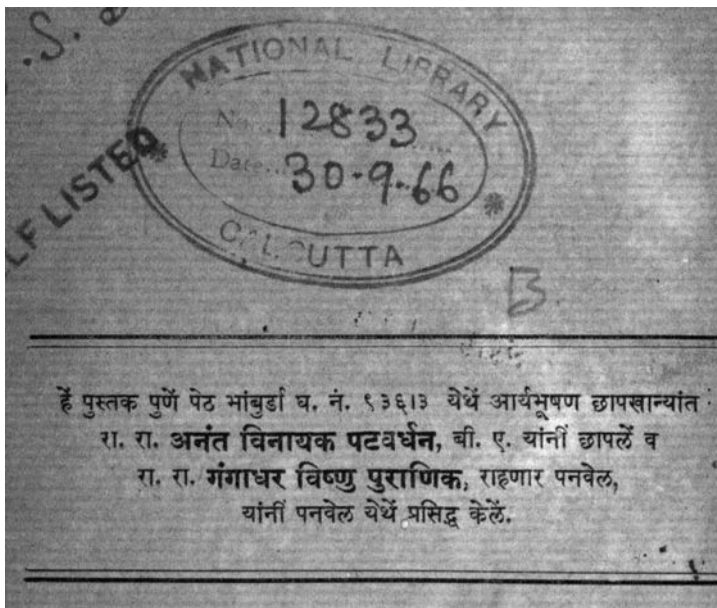 .S.
NATIONAL LIBRARY
No. 12833
Date... 30-9-66
CALCUTTA
LF LISTED
B.
हें पुस्तक पुणें पेठ भांबुर्डा घ. नं. ९३६।३ येथें आर्यभूषण छापखान्यांत
रा. रा. अनंत विनायक पटवर्धन, बी. ए. यांनीं छापलें व
रा. रा. गंगाधर विष्णु पुराणिक, राहणार पनवेल,
यांनीं पनवेल येथें प्रसिद्ध केलें.